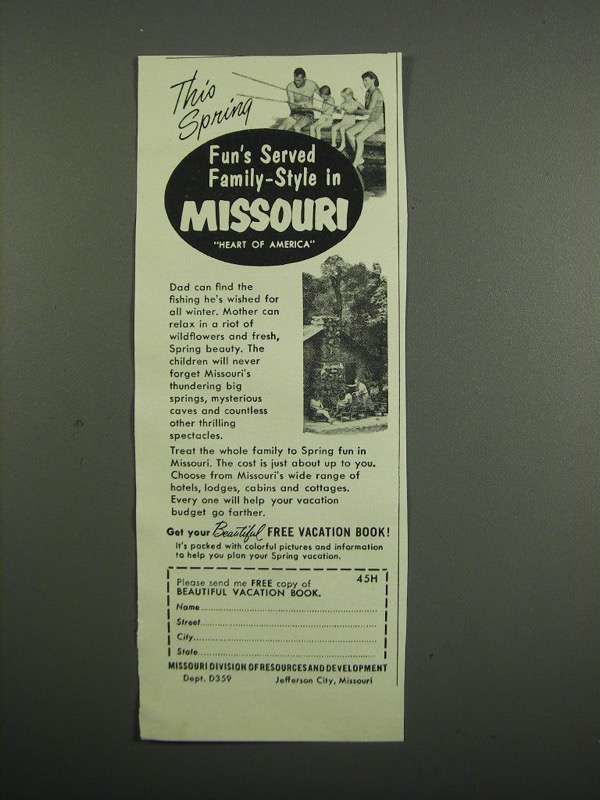 This
Spring
Fun's Served
Family-Style in
MISSOURI
"HEART OF AMERICA"
Dad can find the
fishing he's wished for
all winter. Mother can
relax in a riot of
wildflowers and fresh,
Spring beauty. The
children will never
forget Missouri's
thundering big
springs, mysterious
caves and countless
other thrilling
spectacles.
Treat the whole family to Spring fun in
Missouri. The cost is just about up to you.
Choose from Missouri's wide range of
hotels, lodges, cabins and cottages.
Every one will help your vacation
budget go farther.
Get your Beautiful FREE VACATION BOOK!
It's packed with colorful pictures and information
to help you plan your Spring vacation.
45H
Please send me FREE copy of
BEAUTIFUL VACATION BOOK.
Name
Street
City
State
MISSOURI DIVISION OF RESOURCES AND DEVELOPMENT
Dept. D359 Jefferson City, Missouri